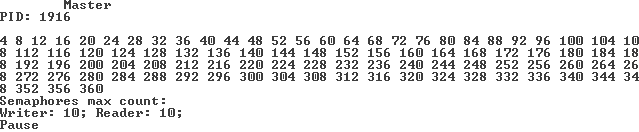 Master
PID: 1916
4 8 12 16 20 24 28 32 36 40 44 48 52 56 60 64 68 72 76 80 84 88 92 96 100 104 10
8 112 116 120 124 128 132 136 140 144 148 152 156 160 164 168 172 176 180 184 18
8 192 196 200 204 208 212 216 220 224 228 232 236 240 244 248 252 256 260 264 26
8 272 276 280 284 288 292 296 300 304 308 312 316 320 324 328 332 336 340 344 34
8 352 356 360
Semaphores max count:
Writer: 10; Reader: 10;
Pause